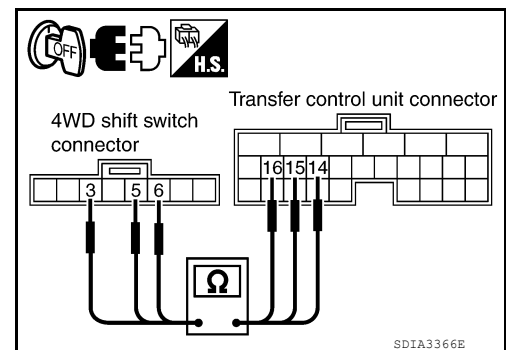 OFF
H.S.
Transfer control unit connector
4WD shift switch
connector
16 15 14
3 5 6
Ω
SDIA3366E